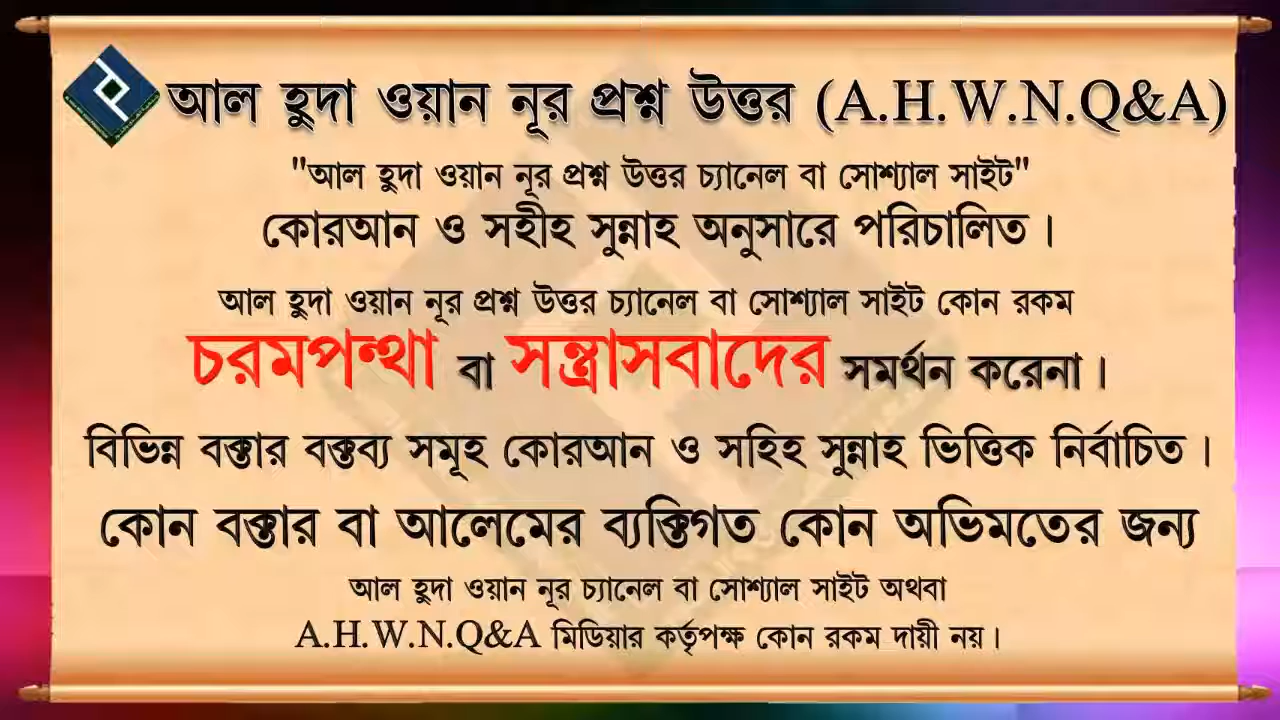 আল হুদা ওয়ান নূর প্রশ্ন উত্তর (A.H.W.N.Q&A)
"আল হুদা ওয়ান নূর প্রশ্ন উত্তর চ্যানেল বা সোশ্যাল সাইট"
কোরআন ও সহীহ সুন্নাহ অনুসারে পরিচালিত।
আল হুদা ওয়ান নূর প্রশ্ন উত্তর চ্যানেল বা সোশ্যাল সাইট কোন রকম
চরমপন্থা বা সন্ত্রাসবাদের সমর্থন করেনা।
বিভিন্ন বক্তার বক্তব্য সমূহ কোরআন ও সহিহ সুন্নাহ ভিত্তিক নির্বাচিত।
কোন বক্তার বা আলেমের ব্যক্তিগত কোন অভিমতের জন্য
আল হুদা ওয়ান নূর চ্যানেল বা সোশ্যাল সাইট অথবা
A.H.W.N.Q&A মিডিয়ার কর্তৃপক্ষ কোন রকম দায়ী নয়।